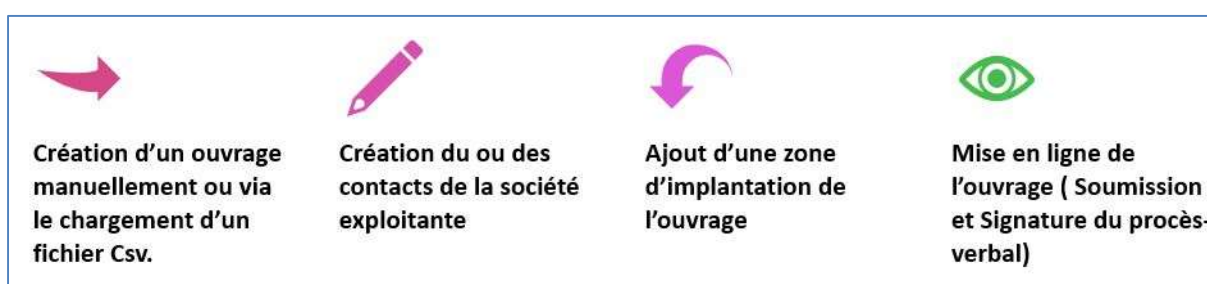 Création d’un ouvrage
manuellement ou via
le chargement d’un
fichier Csv.
Création du ou des
contacts de la société
exploitante
Ajout d’une zone
d’implantation de
l’ouvrage
Mise en ligne de
l’ouvrage ( Soumission
et Signature du procès-
verbal)